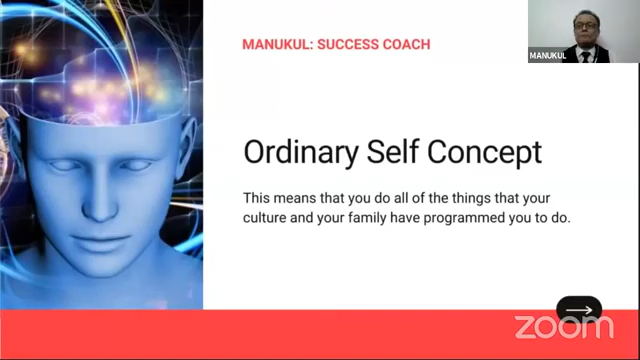 MANUKUL: SUCCESS COACH
MANUKUL
Ordinary Self Concept
This means that you do all of the things that your
culture and your family have programmed you to do.
zoom